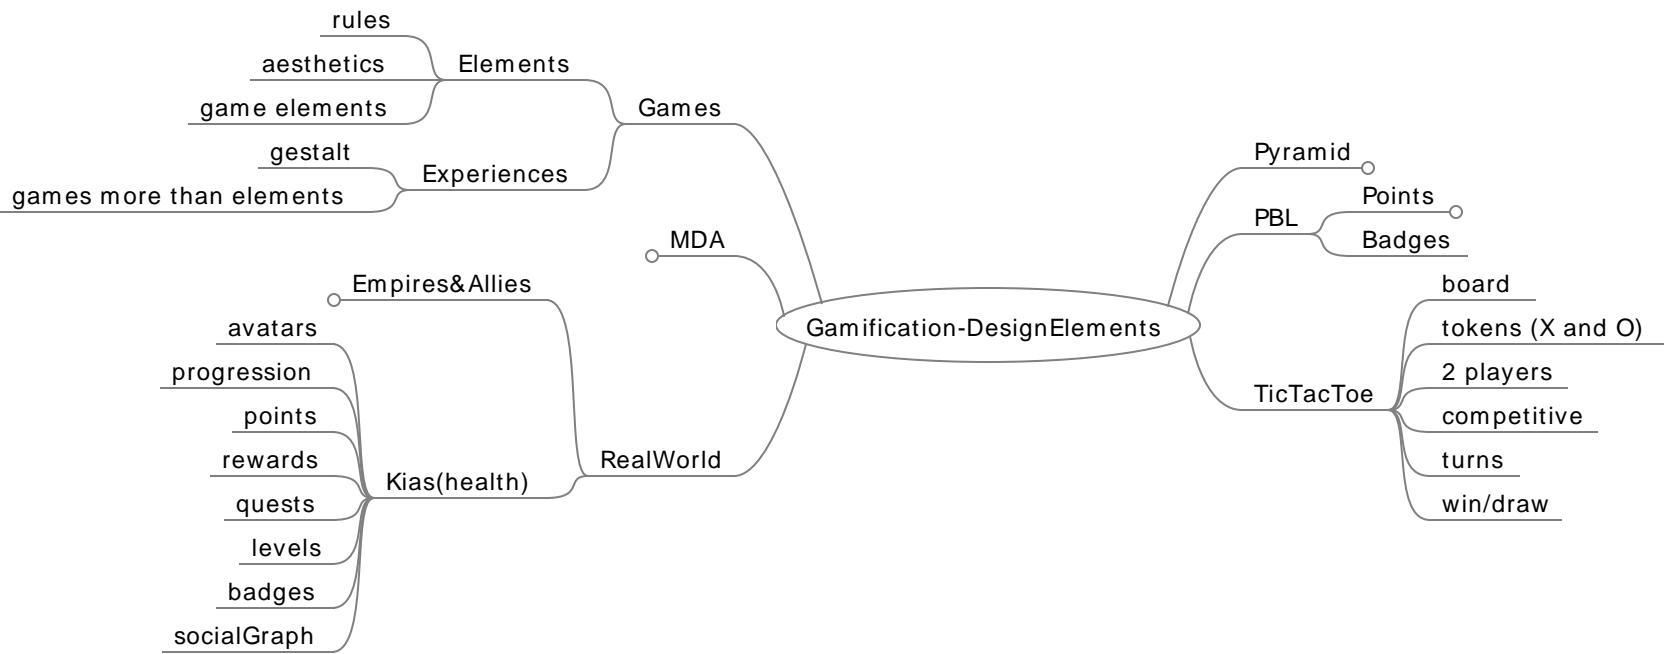 Gamification-DesignElements
Games
Elements
rules
aesthetics
game elements
Experiences
gestalt
games more than elements
MDA
RealWorld
Empires&Allies
Kias(health)
avatars
progression
points
rewards
quests
levels
badges
socialGraph
Pyramid
PBL
Points
Badges
TicTacToe
board
tokens (X and O)
2 players
competitive
turns
win/draw